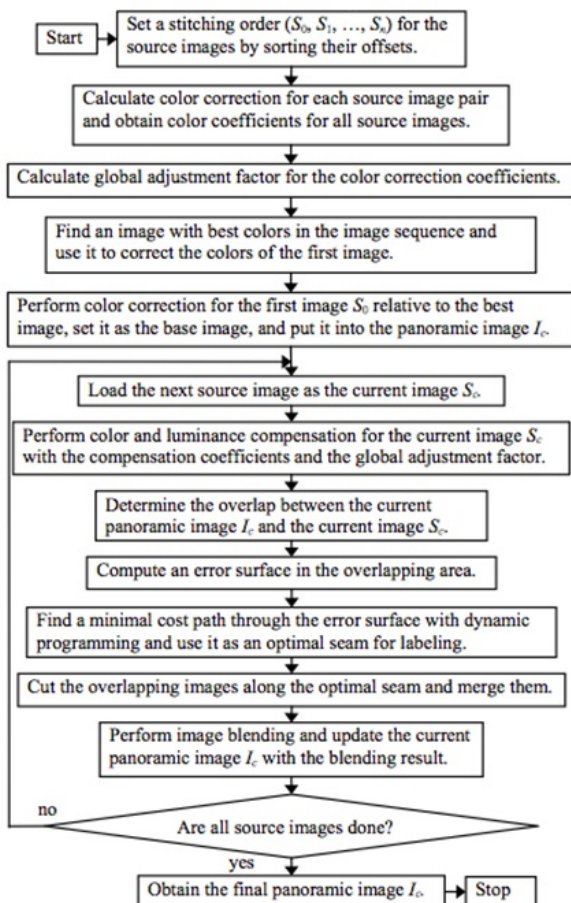 Start
Set a stitching order (S0, S1, …, Sn) for the
source images by sorting their offsets.
Calculate color correction for each source image pair
and obtain color coefficients for all source images.
Calculate global adjustment factor for the color correction coefficients.
Find an image with best colors in the image sequence and
use it to correct the colors of the first image.
Perform color correction for the first image S0 relative to the best
image, set it as the base image, and put it into the panoramic image Ic.
Load the next source image as the current image Sc.
Perform color and luminance compensation for the current image Sc
with the compensation coefficients and the global adjustment factor.
Determine the overlap between the current
panoramic image Ic and the current image Sc.
Compute an error surface in the overlapping area.
Find a minimal cost path through the error surface with dynamic
programming and use it as an optimal seam for labeling.
Cut the overlapping images along the optimal seam and merge them.
Perform image blending and update the current
panoramic image Ic with the blending result.
no
Are all source images done?
yes
Obtain the final panoramic image Ic.
Stop